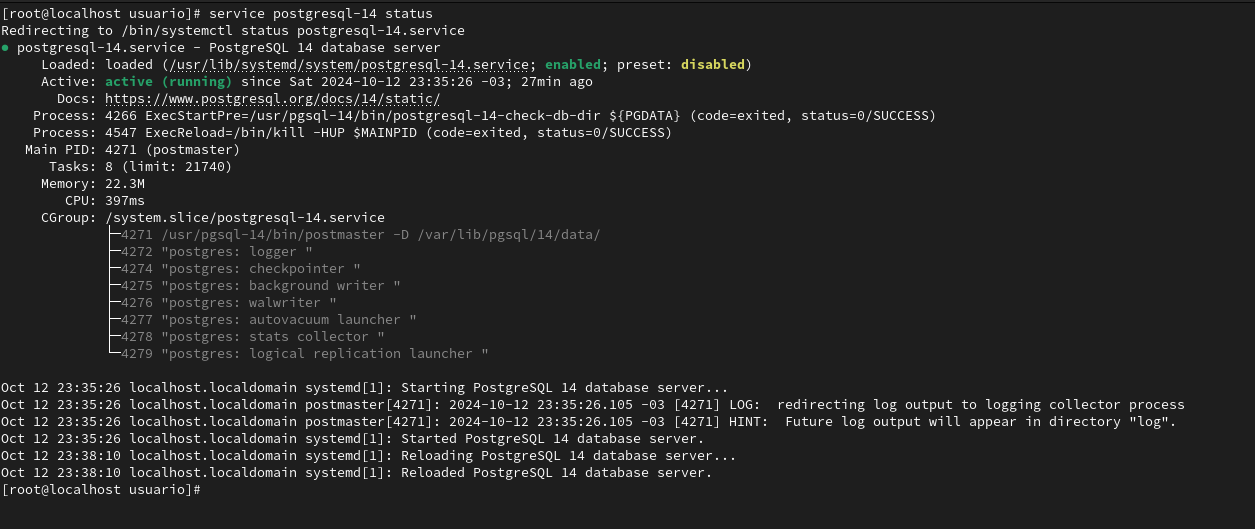 [root@localhost usuario]# service postgresql-14 status
Redirecting to /bin/systemctl status postgresql-14.service
● postgresql-14.service - PostgreSQL 14 database server
     Loaded: loaded (/usr/lib/systemd/system/postgresql-14.service; enabled; preset: disabled)
     Active: active (running) since Sat 2024-10-12 23:35:26 -03; 27min ago
       Docs: https://www.postgresql.org/docs/14/static/
    Process: 4266 ExecStartPre=/usr/pgsql-14/bin/postgresql-14-check-db-dir ${PGDATA} (code=exited, status=0/SUCCESS)
    Process: 4547 ExecReload=/bin/kill -HUP $MAINPID (code=exited, status=0/SUCCESS)
   Main PID: 4271 (postmaster)
      Tasks: 8 (limit: 21740)
     Memory: 22.3M
        CPU: 397ms
     CGroup: /system.slice/postgresql-14.service
             ├─4271 /usr/pgsql-14/bin/postmaster -D /var/lib/pgsql/14/data/
             ├─4272 "postgres: logger "
             ├─4274 "postgres: checkpointer "
             ├─4275 "postgres: background writer "
             ├─4276 "postgres: walwriter "
             ├─4277 "postgres: autovacuum launcher "
             ├─4278 "postgres: stats collector "
             └─4279 "postgres: logical replication launcher "

Oct 12 23:35:26 localhost.localdomain systemd[1]: Starting PostgreSQL 14 database server...
Oct 12 23:35:26 localhost.localdomain postmaster[4271]: 2024-10-12 23:35:26.105 -03 [4271] LOG:  redirecting log output to logging collector process
Oct 12 23:35:26 localhost.localdomain postmaster[4271]: 2024-10-12 23:35:26.105 -03 [4271] HINT:  Future log output will appear in directory "log".
Oct 12 23:35:26 localhost.localdomain systemd[1]: Started PostgreSQL 14 database server.
Oct 12 23:38:10 localhost.localdomain systemd[1]: Reloading PostgreSQL 14 database server...
Oct 12 23:38:10 localhost.localdomain systemd[1]: Reloaded PostgreSQL 14 database server.
[root@localhost usuario]#